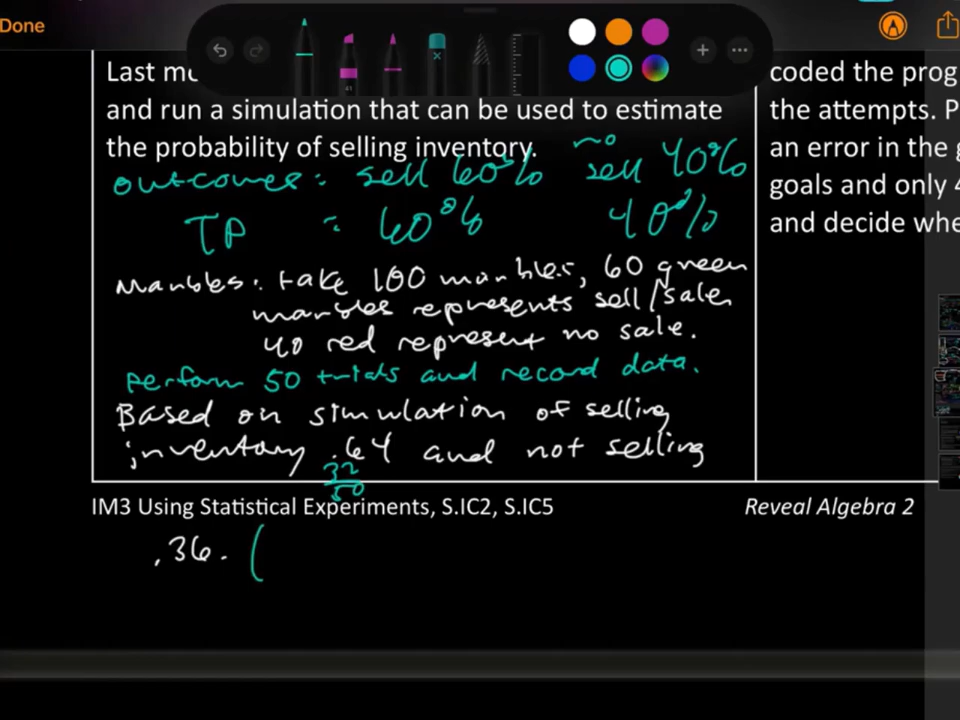 Done
Last
and run a simulation that can be used to estimate
the probability of selling inventory.
outcomes: sell 60% no sell 40%
TP = 60% 40%
Marbles: take 100 marbles, 60 green
marbles represents sell/sale
40 red represent no sale.
Perform 50 trials and record data.
Based on simulation of selling
inventory .64 and not selling
32
50
IM3 Using Statistical Experiments, S.IC2, S.IC5
Reveal Algebra 2
.36. (
coded the prog
the attempts. P
an error in the
goals and only 4
and decide whe